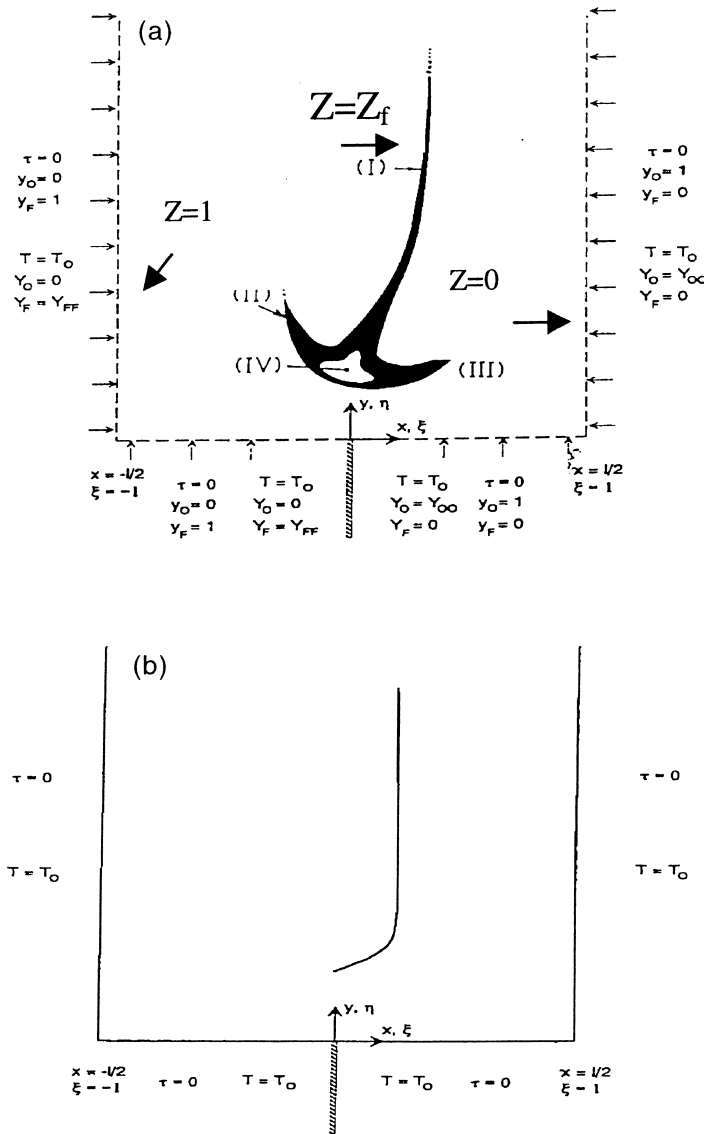 (a)
Z=Z_f
(I)
τ=0
y_O=0
y_F=1
T=T_O
Y_O=0
Y_F=Y_FF
Z=1
Z=0
τ=0
y_O=1
y_F=0
T=T_O
Y_O=Y_OO
Y_F=0
(II)
(IV)
(III)
y, η
x, ξ
x=-1/2
ξ=-1
τ=0
y_O=0
y_F=1
T=T_O
Y_O=0
Y_F=Y_FF
T=T_O
Y_O=Y_OO
Y_F=0
τ=0
y_O=1
y_F=0
x=1/2
ξ=1
(b)
τ=0
T=T_O
τ=0
T=T_O
y, η
x, ξ
x=-1/2
ξ=-1
τ=0
T=T_O
T=T_O
τ=0
x=1/2
ξ=1